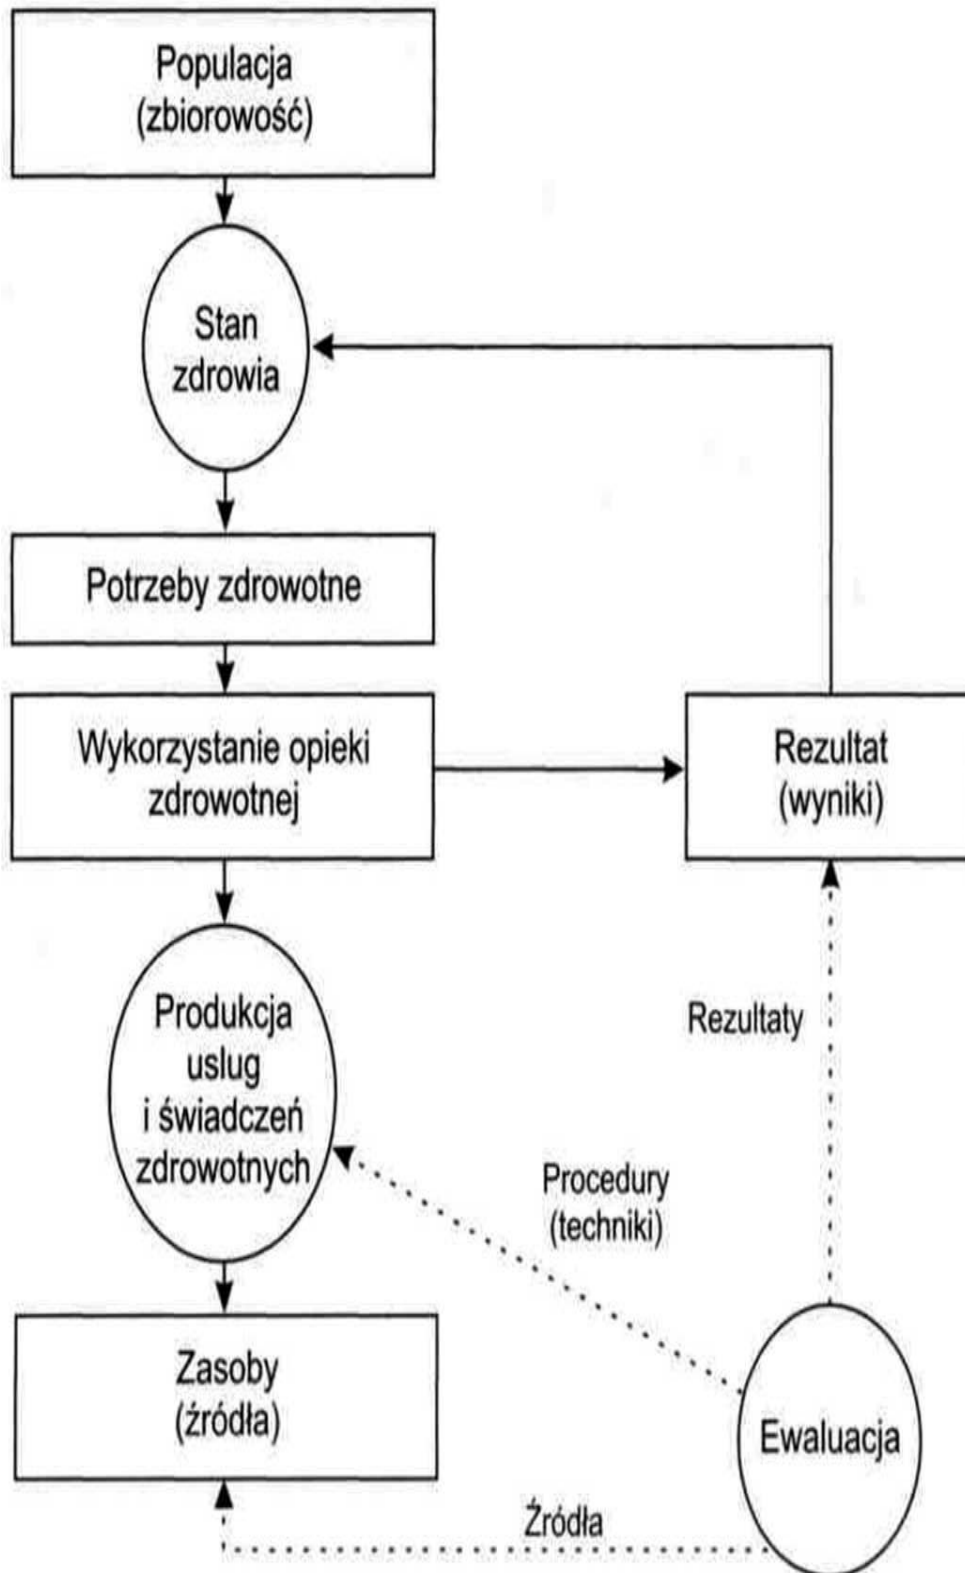 Populacja
(zbiorowość)
Stan
zdrowia
Potrzeby zdrowotne
Wykorzystanie opieki
zdrowotnej
Rezultat
(wyniki)
Produkcja
uslug
i świadczeń
zdrowotnych
Rezultaty
Procedury
(techniki)
Zasoby
(źródła)
Ewaluacja
Źródła